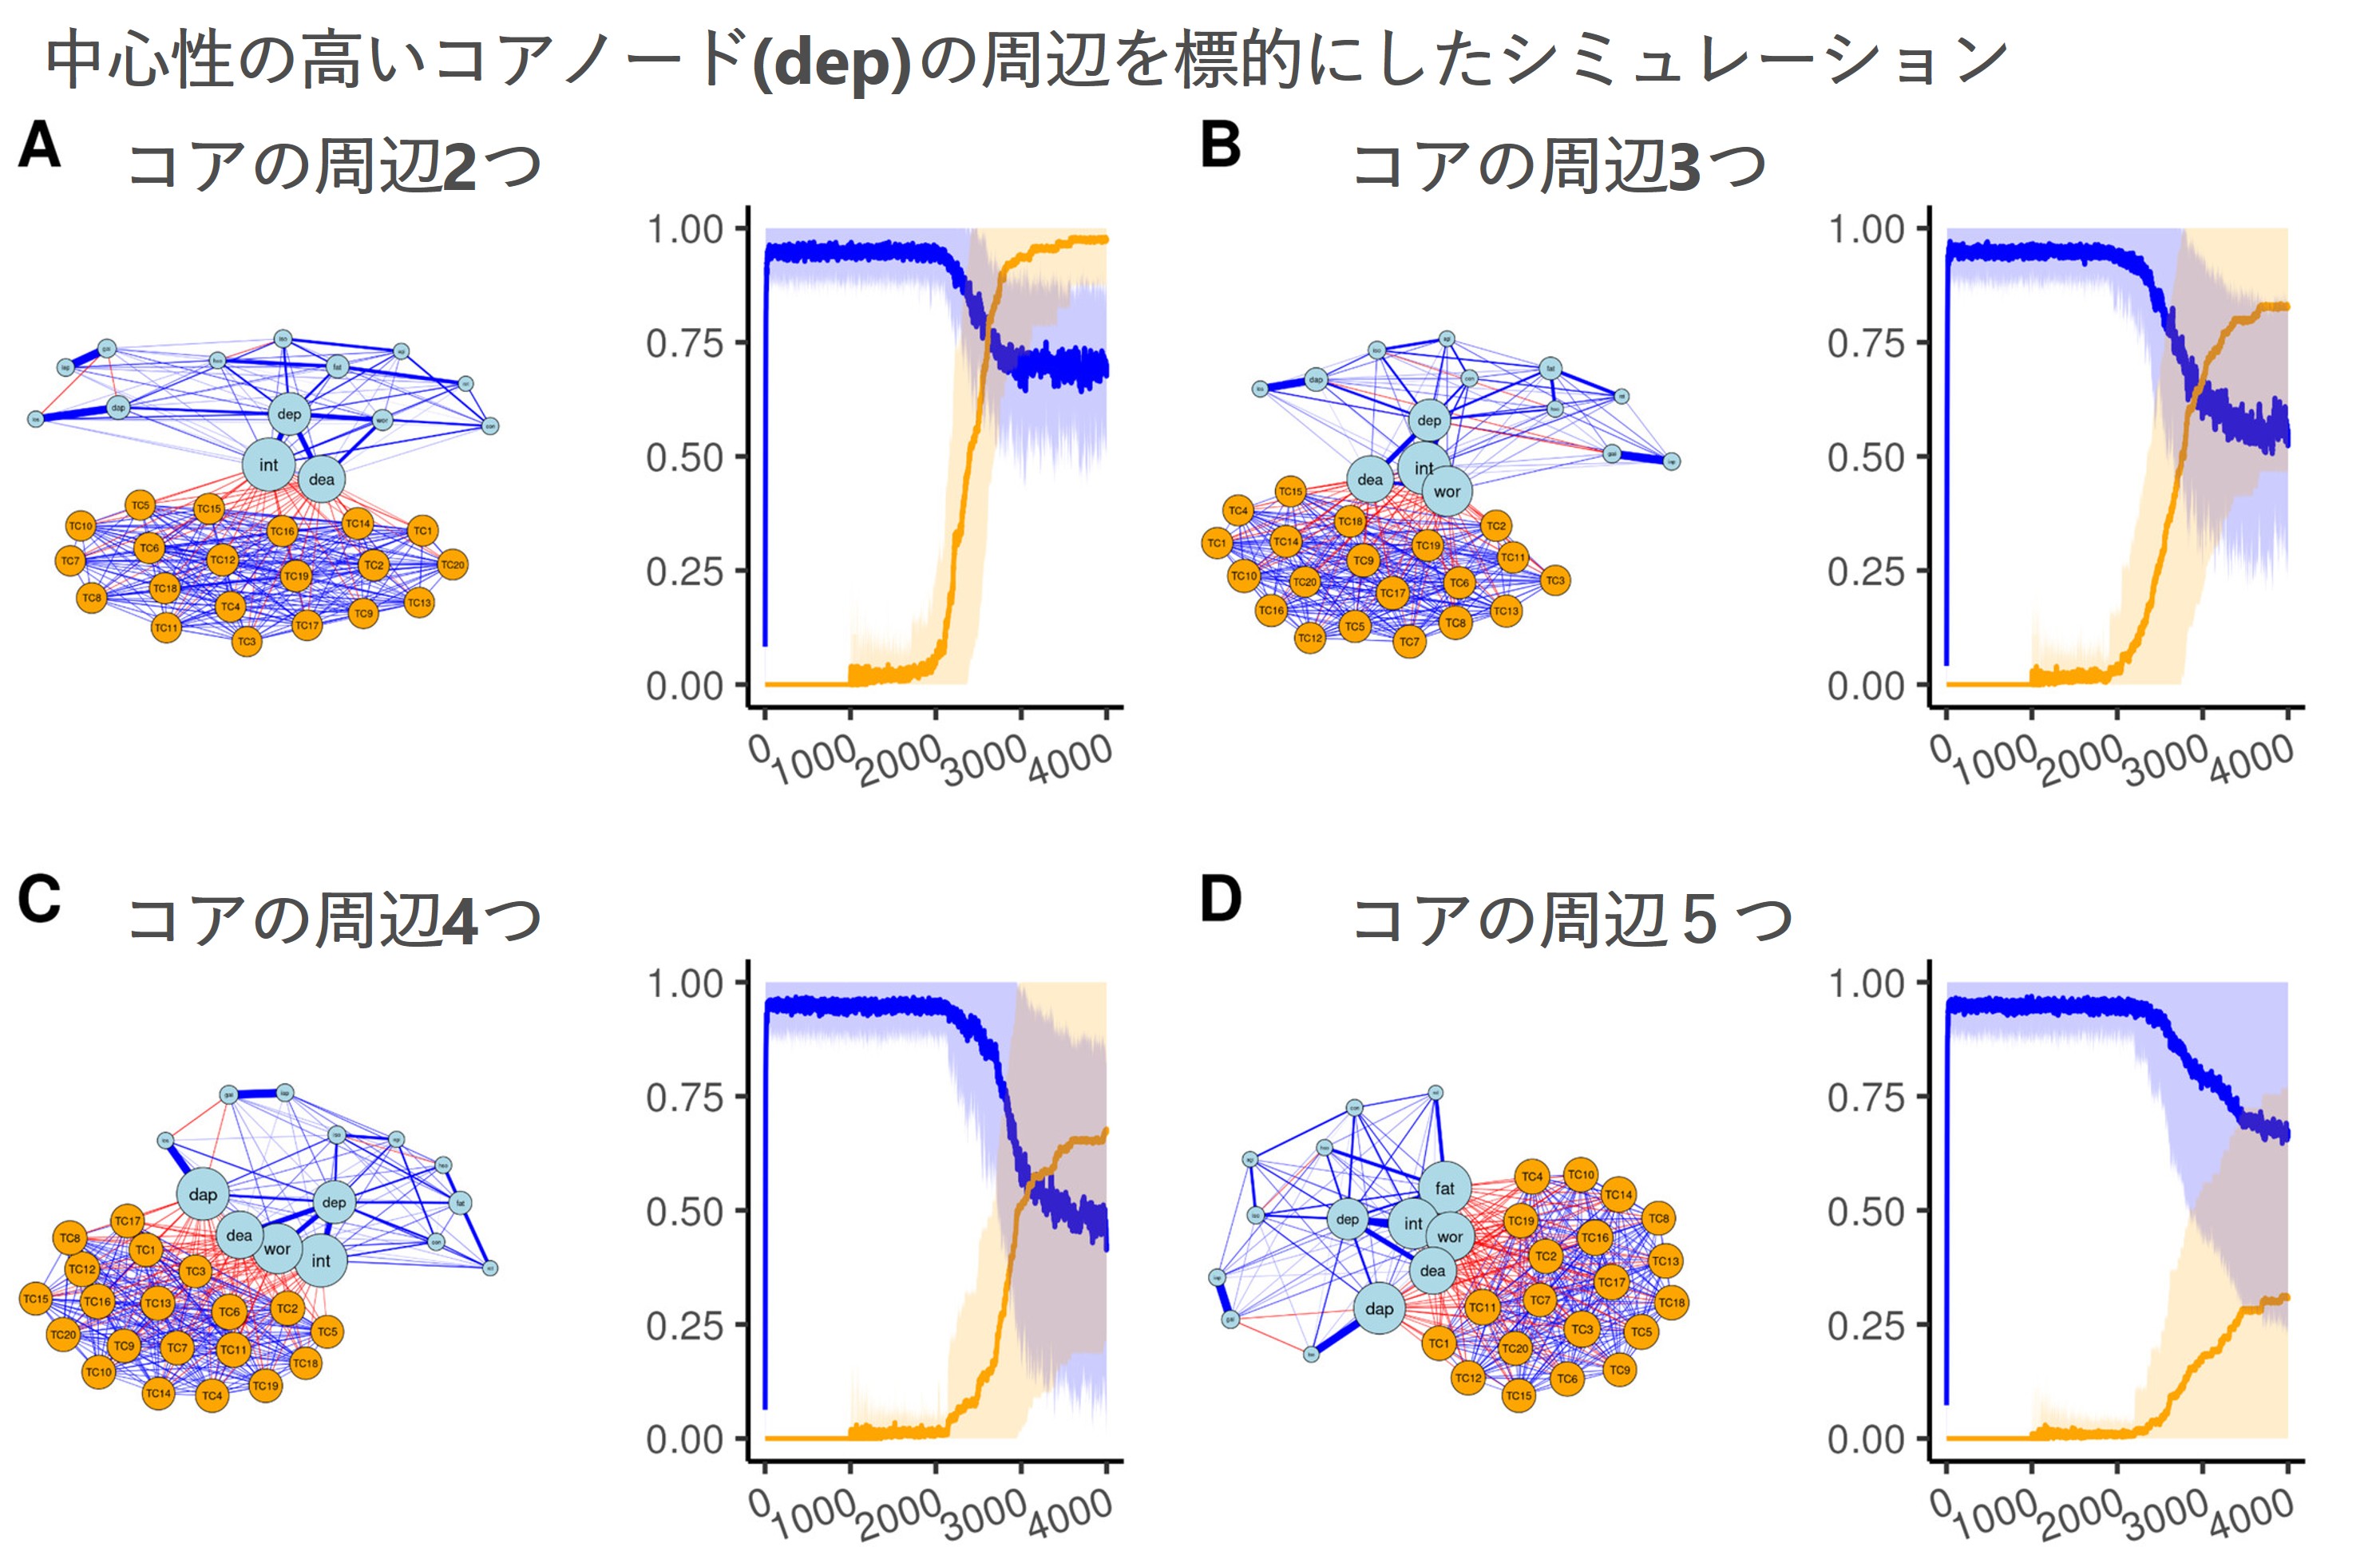 中心性の高いコアノード(dep)の周辺を標的にしたシミュレーション
A コアの周辺2つ
1.00
0.75
0.50
0.25
0.00
0 1000 2000 3000 4000
fat
dap
dep
wor
int
dea
TC5
TC15
TC10
TC16
TC14
TC1
TC6
TC7
TC12
TC2
TC20
TC18
TC19
TC8
TC4
TC9
TC13
TC11
TC17
TC3
B コアの周辺3つ
1.00
0.75
0.50
0.25
0.00
0 1000 2000 3000 4000
dap
fat
dep
int
dea
wor
TC15
TC4
TC18
TC2
TC1
TC14
TC19
TC11
TC9
TC10
TC20
TC6
TC3
TC17
TC16
TC13
TC5
TC8
TC12
TC7
C コアの周辺4つ
1.00
0.75
0.50
0.25
0.00
0 1000 2000 3000 4000
dap
dep
fat
dea
wor
int
TC17
TC8
TC1
TC12
TC3
TC15
TC16
TC13
TC6
TC2
TC20
TC9
TC7
TC11
TC5
TC10
TC18
TC14
TC4
TC19
D コアの周辺５つ
1.00
0.75
0.50
0.25
0.00
0 1000 2000 3000 4000
fat
dep
int
wor
dea
dap
TC4
TC10
TC14
TC19
TC8
TC16
TC2
TC13
TC17
TC11
TC7
TC18
TC1
TC20
TC3
TC5
TC12
TC6
TC9
TC15